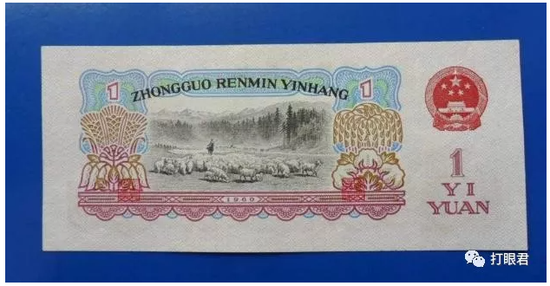 1
ZHONGGUO RENMIN YINHANG
1
1960
1
YI
YUAN
打眼君